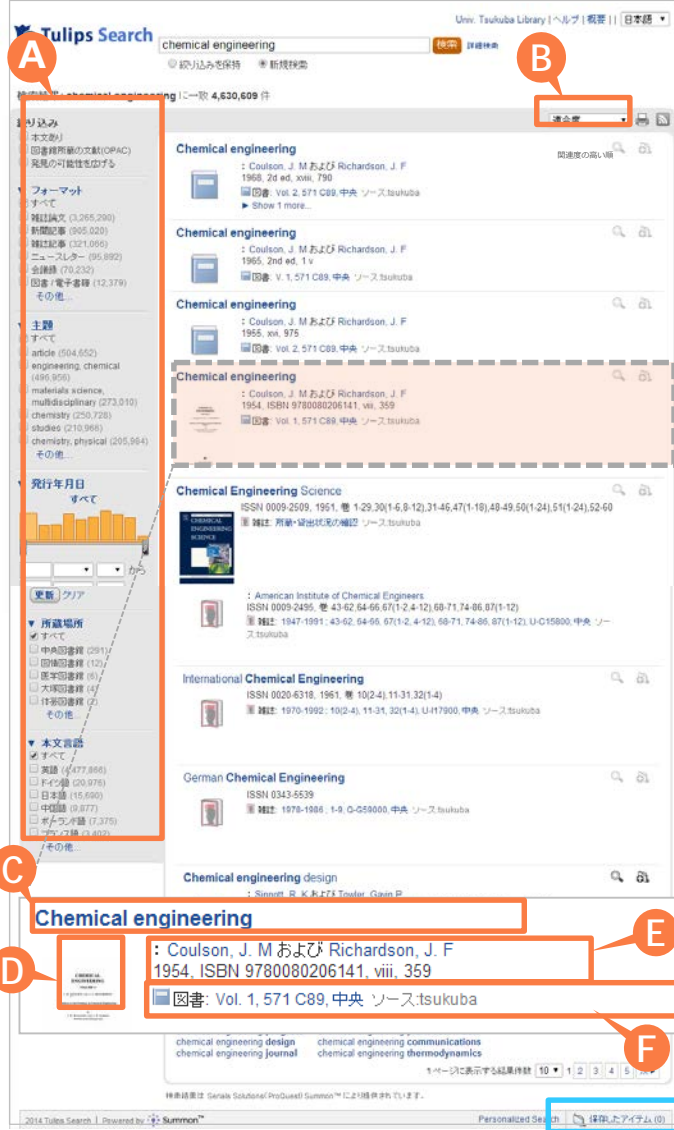 Univ. Tsukuba Library | ヘルプ | 概要 | | 日本語
Tulips Search
chemical engineering
検索
詳細検索
絞り込みを保持 新規検索
A
B
検索結果: chemical engineering に一致 4,630,609 件
絞り込み
本文あり
図書館所蔵の文献(OPAC)
発見の可能性を広げる
フォーマット
すべて
雑誌論文 (3,265,290)
新聞記事 (905,020)
雑誌記事 (321,066)
ニュースレター (95,892)
会議録 (70,232)
図書 / 電子書籍 (12,379)
その他...
主題
すべて
article (504,652)
engineering, chemical
(496,956)
materials science,
multidisciplinary (273,010)
chemistry (250,728)
studies (210,966)
chemistry, physical (205,964)
その他...
発行年月日
すべて
から
更新 クリア
所蔵場所
すべて
中央図書館 (291)
図情図書館 (12)
医学図書館 (6)
大塚図書館 (4)
体芸図書館 (2)
その他...
本文言語
すべて
英語 (4,477,866)
ドイツ語 (20,976)
日本語 (15,690)
中国語 (9,877)
ポーランド語 (7,375)
フランス語 (3,402)
その他...
適合度
関連度の高い順
Chemical engineering
: Coulson, J. M および Richardson, J. F
1968, 2d ed, xviii, 790
図書: Vol. 2, 571 C89, 中央 ソース:tsukuba
Show 1 more...
Chemical engineering
: Coulson, J. M および Richardson, J. F
1965, 2nd ed, 1 v
図書: V. 1, 571 C89, 中央 ソース:tsukuba
Chemical engineering
: Coulson, J. M および Richardson, J. F
1955, xvi, 975
図書: Vol. 2, 571 C89, 中央 ソース:tsukuba
Chemical engineering
: Coulson, J. M および Richardson, J. F
1954, ISBN 9780080206141, viii, 359
図書: Vol. 1, 571 C89, 中央 ソース:tsukuba
Chemical Engineering Science
ISSN 0009-2509, 1951, 巻 1-29,30(1-6,8-12),31-46,47(1-18),48-49,50(1-24),51(1-24),52-60
雑誌: 所蔵・貸出状況の確認 ソース:tsukuba
CHEMICAL
ENGINEERING
SCIENCE
: American Institute of Chemical Engineers
ISSN 0009-2495, 巻 43-62,64-66,67(1-2,4-12),68-71,74-86,87(1-12)
雑誌: 1947-1991 ; 43-62, 64-66, 67(1-2, 4-12), 68-71, 74-86, 87(1-12), U-C15800, 中央 ソー
ス:tsukuba
International Chemical Engineering
ISSN 0020-6318, 1961, 巻 10(2-4),11-31,32(1-4)
雑誌: 1970-1992 ; 10(2-4), 11-31, 32(1-4), U-I17900, 中央 ソース:tsukuba
German Chemical Engineering
ISSN 0343-5539
雑誌: 1978-1986 ; 1-9, G-G59000, 中央 ソース:tsukuba
Chemical engineering design
: Sinnott, R. K および Towler, Gavin P
C
Chemical engineering
D
CHEMICAL
ENGINEERING
: Coulson, J. M および Richardson, J. F
1954, ISBN 9780080206141, viii, 359
E
図書: Vol. 1, 571 C89, 中央 ソース:tsukuba
F
chemical engineering design chemical engineering communications
chemical engineering journal chemical engineering thermodynamics
1ページに表示する結果件数 10 1 2 3 4 5
検索結果は Serials Solutions(ProQuest) Summon™ により提供されています。
2014 Tulips Search | Powered by Summon™
Personalized Search
保存したアイテム (0)